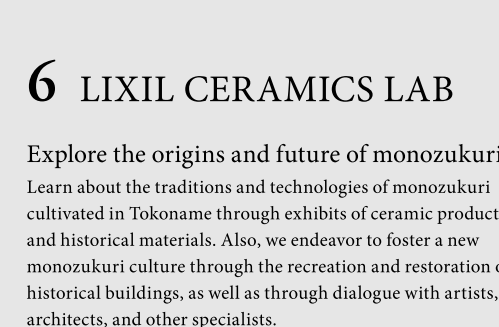 6 LIXIL CERAMICS LAB
Explore the origins and future of monozukuri
Learn about the traditions and technologies of monozukuri
cultivated in Tokoname through exhibits of ceramic product
and historical materials. Also, we endeavor to foster a new
monozukuri culture through the recreation and restoration
historical buildings, as well as through dialogue with artists,
architects, and other specialists.